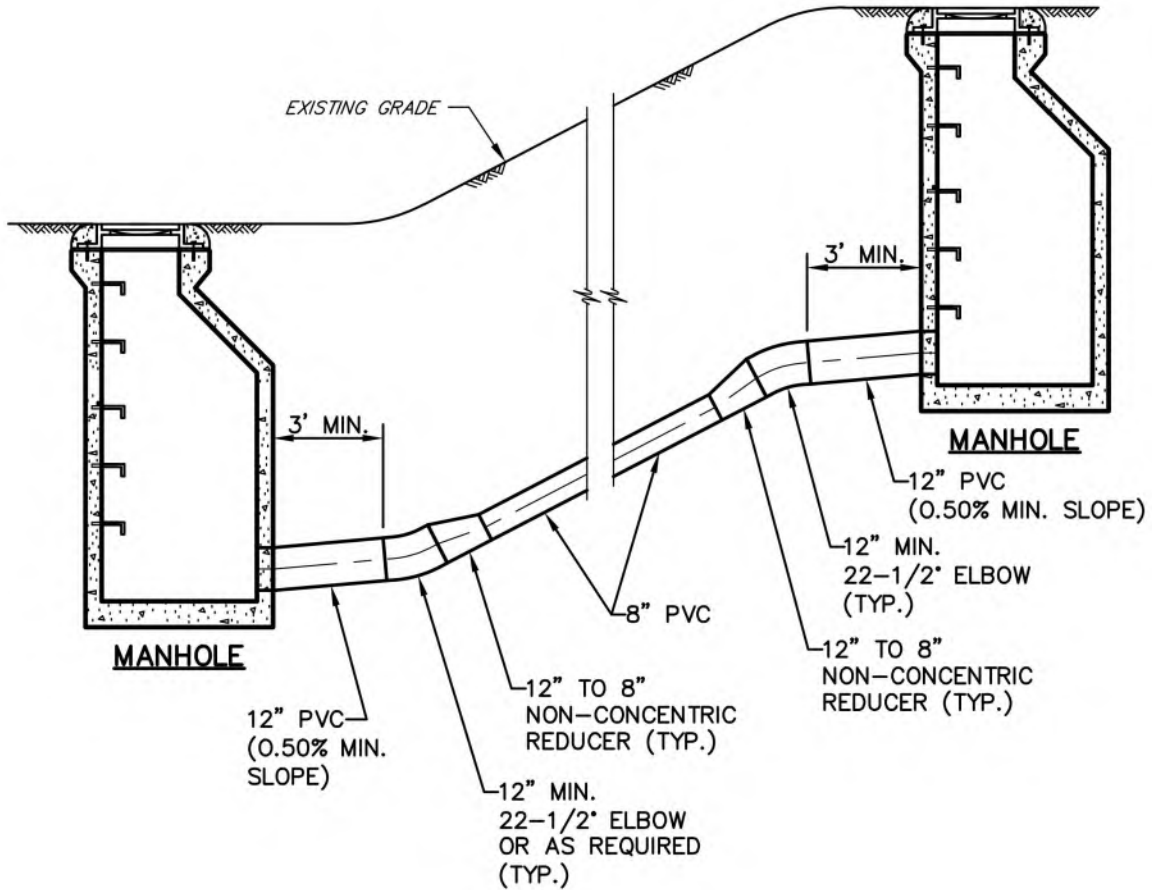 EXISTING GRADE
3' MIN.
3' MIN.
MANHOLE
12" PVC
(0.50% MIN. SLOPE)
12" MIN.
22-1/2° ELBOW
(TYP.)
12" TO 8"
NON-CONCENTRIC
REDUCER (TYP.)
8" PVC
MANHOLE
12" TO 8"
NON-CONCENTRIC
REDUCER (TYP.)
12" PVC
(0.50% MIN.
SLOPE)
12" MIN.
22-1/2° ELBOW
OR AS REQUIRED
(TYP.)